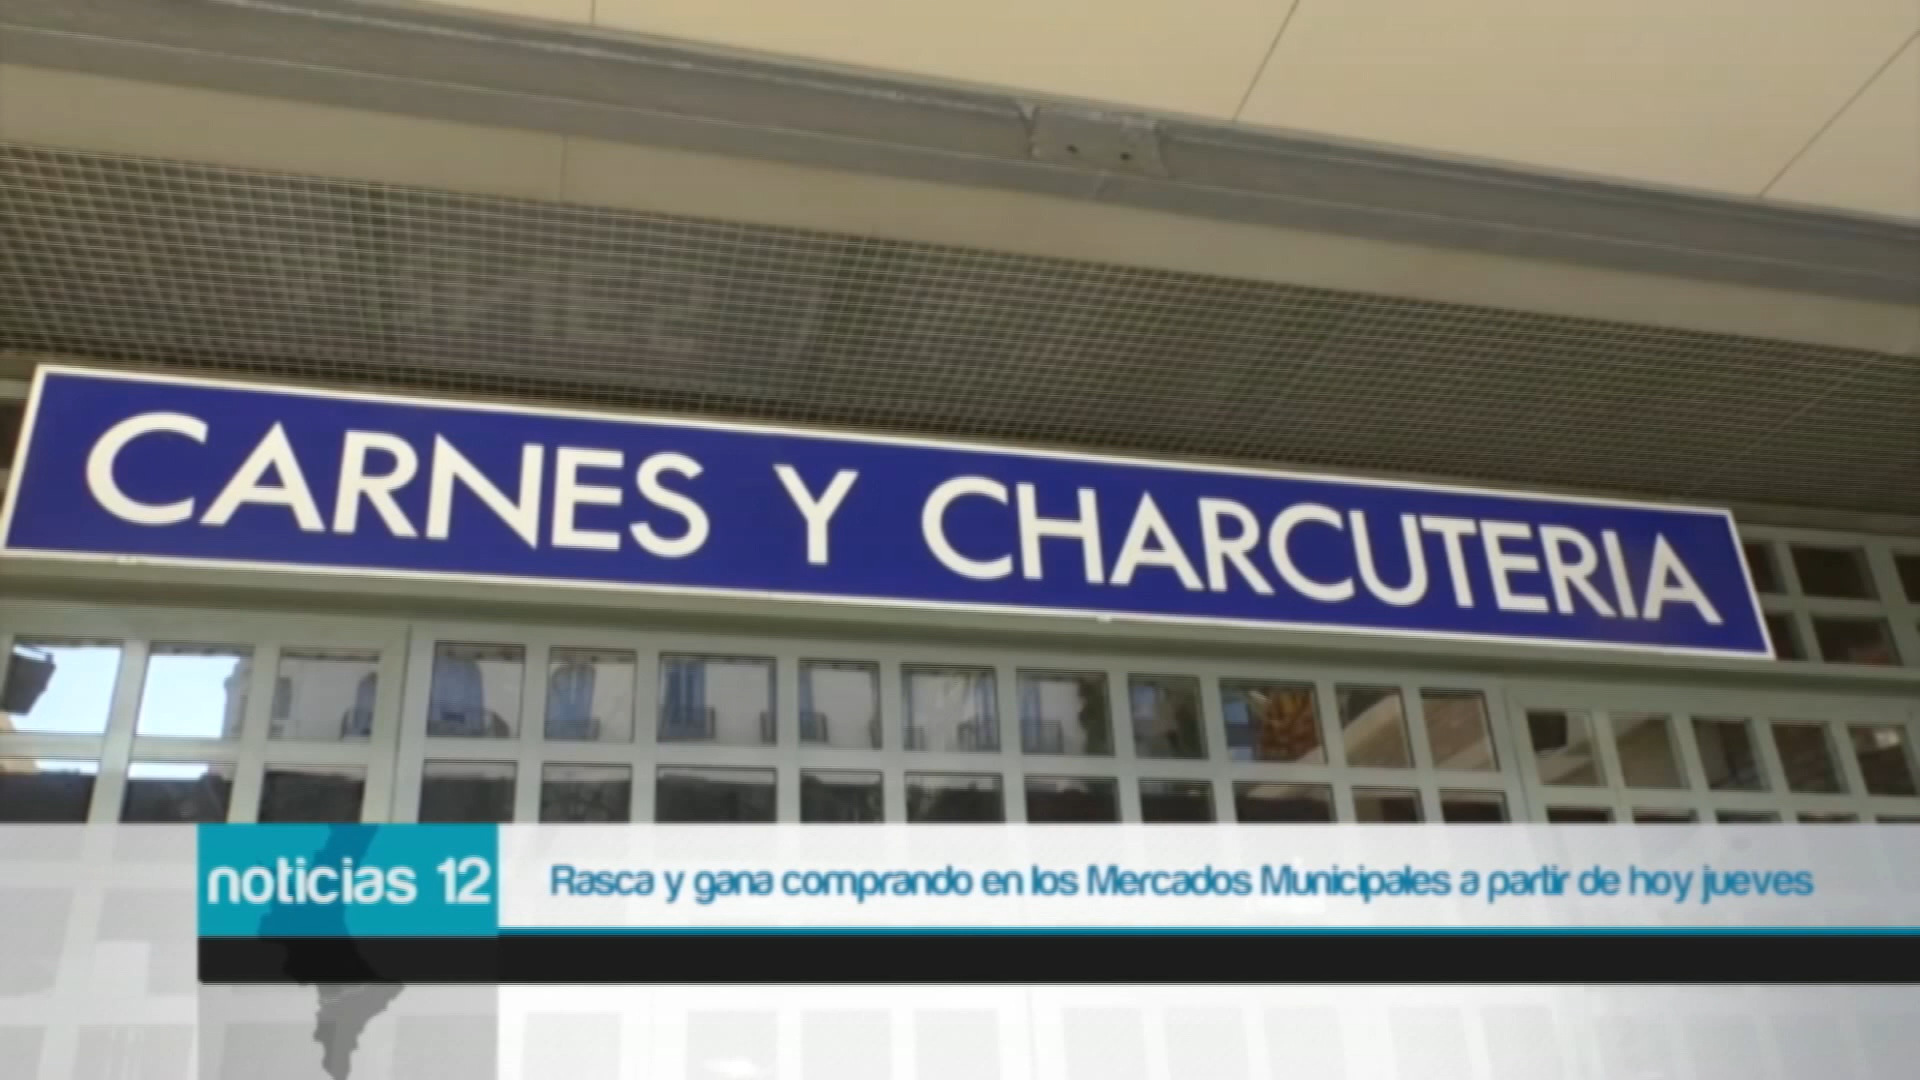 CARNES Y CHARCUTERIA
noticias 12
Rasca y gana comprando en los Mercados Municipales a partir de hoy jueves